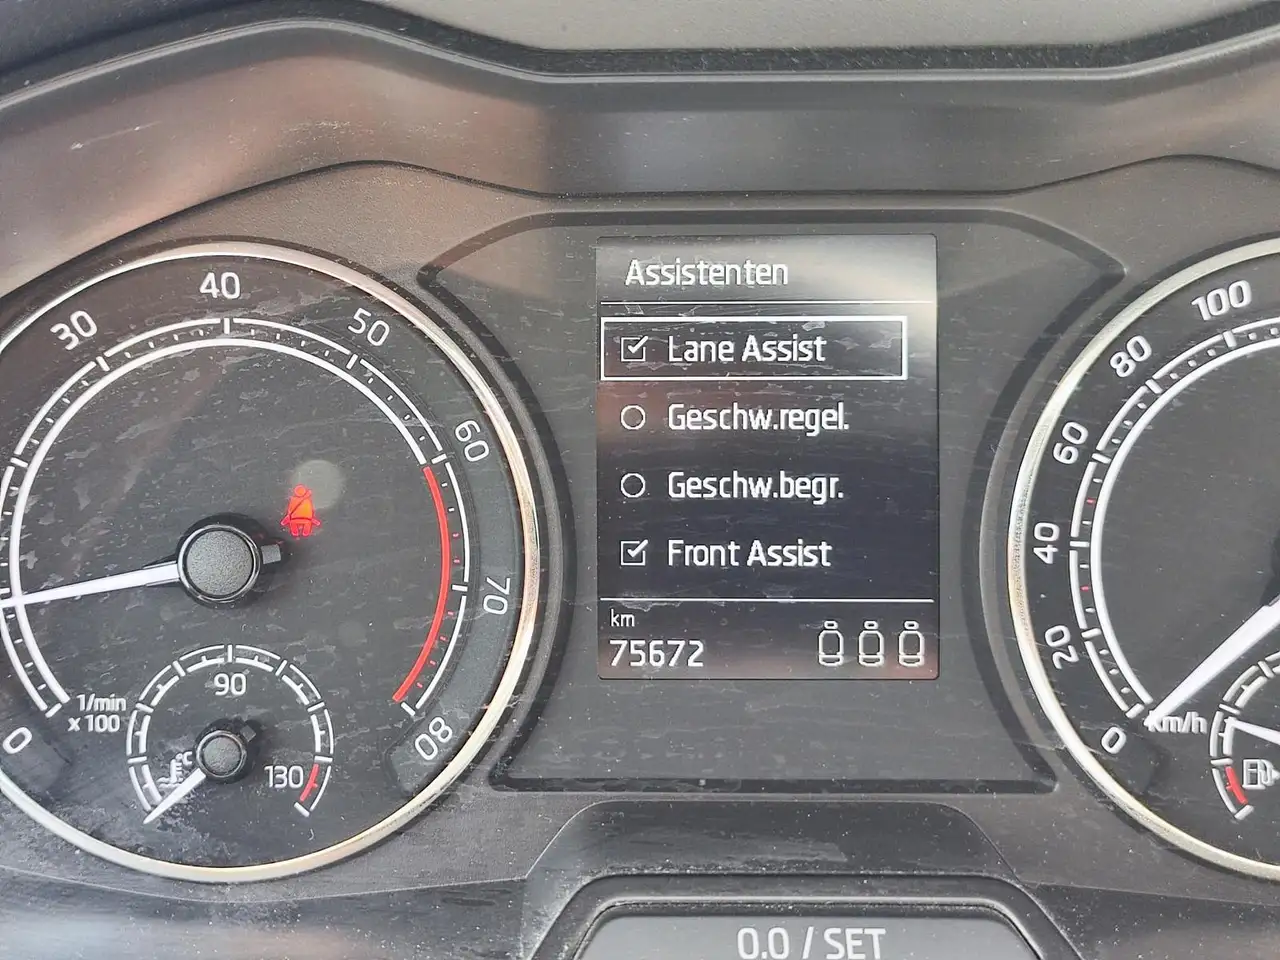 Assistenten
Lane Assist
Geschw.regel.
Geschw.begr.
Front Assist
km
75672
0
30
40
50
60
70
80
1/min
x 100
90
130
°C
0
20
40
60
80
100
km/h
0.0 / SET